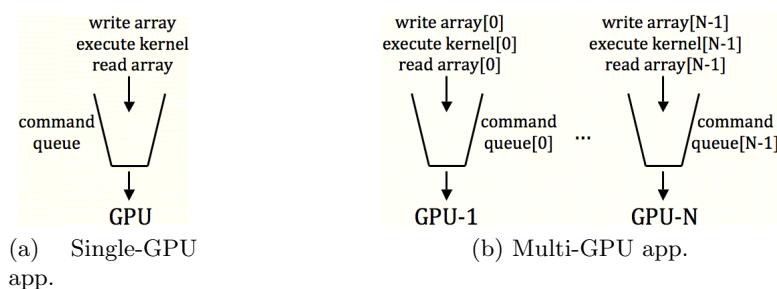 write array
execute kernel
read array
command
queue
GPU
(a) Single-GPU
app.
write array[0]
execute kernel[0]
read array[0]
command
queue[0]
GPU-1
...
write array[N-1]
execute kernel[N-1]
read array[N-1]
command
queue[N-1]
GPU-N
(b) Multi-GPU app.